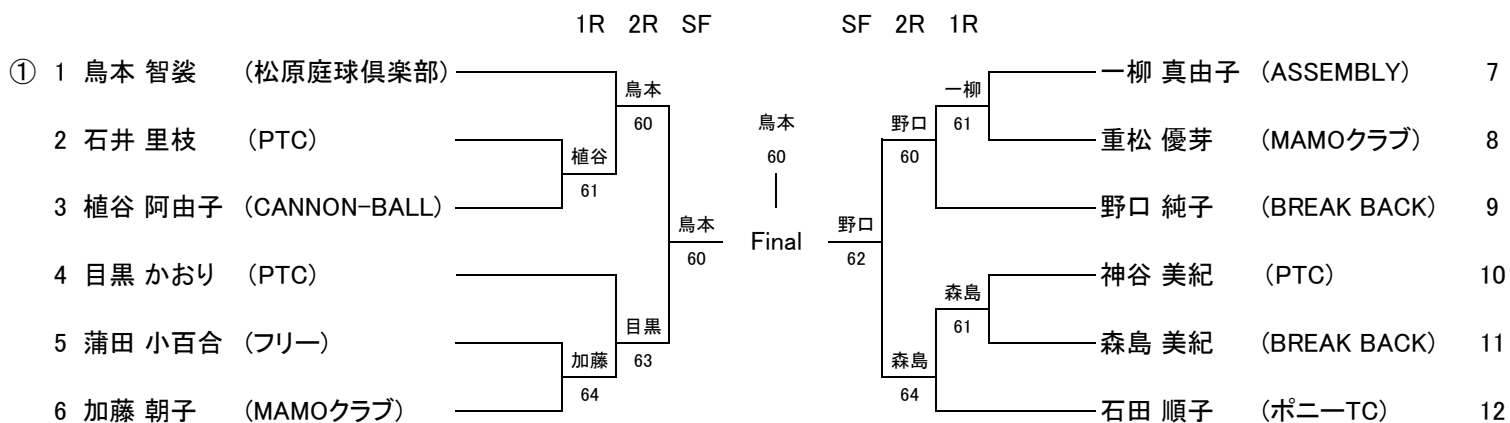 1R 2R SF SF 2R 1R
① 1 鳥本 智裟 (松原庭球倶楽部) 一柳 真由子 (ASSEMBLY) 7
鳥本 一柳
60 鳥本 野口 61
2 石井 里枝 (PTC) 重松 優芽 (MAMOクラブ) 8
植谷 60 60
61
3 植谷 阿由子 (CANNON-BALL) 野口 純子 (BREAK BACK) 9
鳥本 Final 野口
60 62
4 目黒 かおり (PTC) 神谷 美紀 (PTC) 10
森島
目黒 61
5 蒲田 小百合 (フリー) 森島 美紀 (BREAK BACK) 11
加藤 63 森島
64 64
6 加藤 朝子 (MAMOクラブ) 石田 順子 (ポニーTC) 12